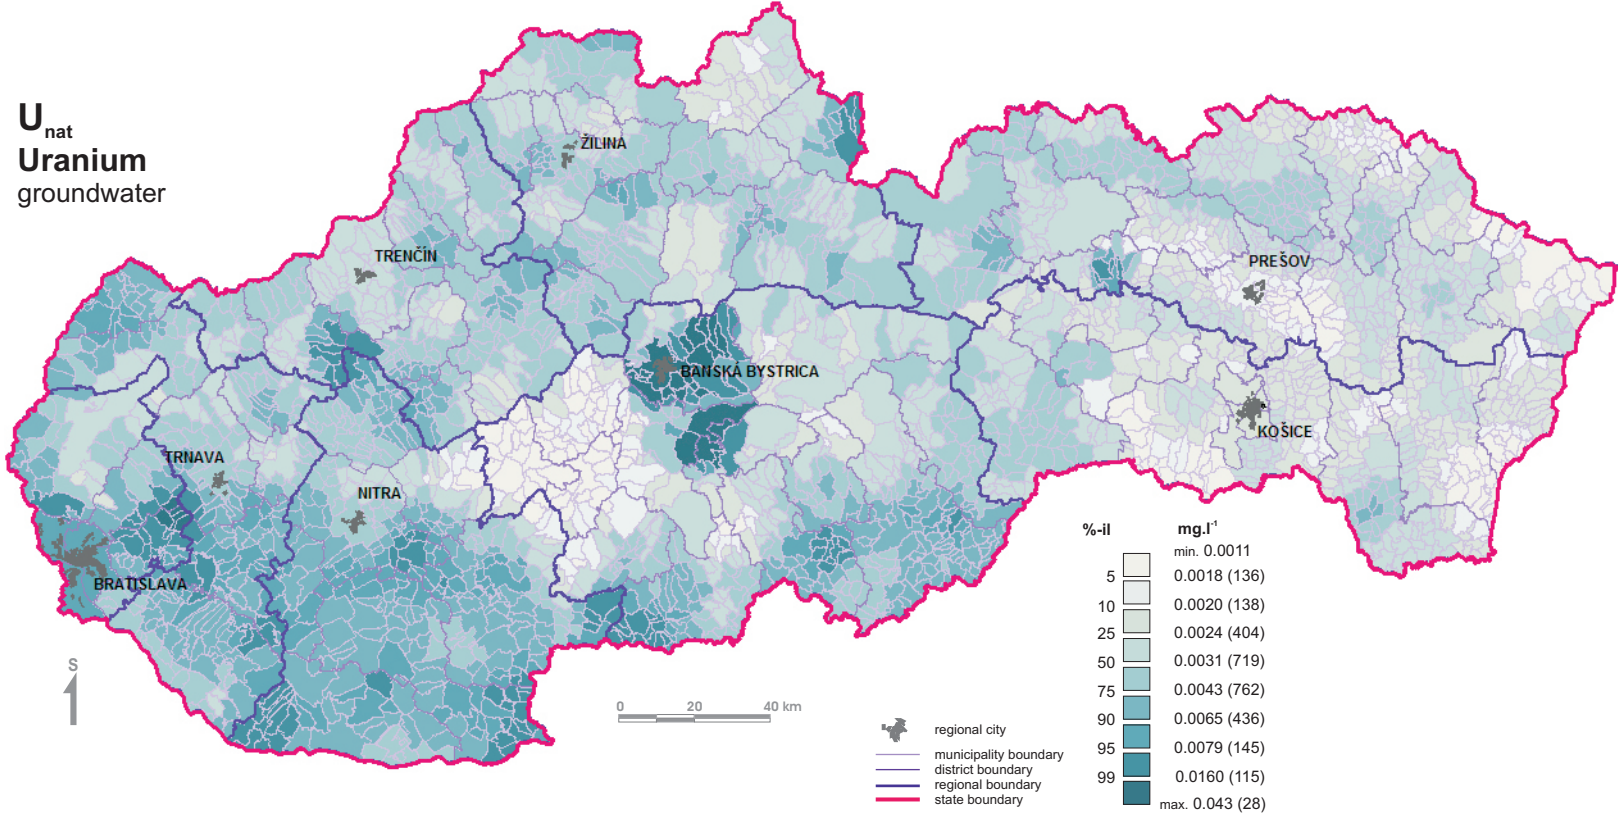 U nat
Uranium
groundwater
ŽILINA
TRENČÍN
PREŠOV
BANSKÁ BYSTRICA
KOŠICE
TRNAVA
NITRA
BRATISLAVA
S
0 20 40 km
regional city
municipality boundary
district boundary
regional boundary
state boundary
%-il mg.l-1
min. 0.0011
5 0.0018 (136)
10 0.0020 (138)
25 0.0024 (404)
50 0.0031 (719)
75 0.0043 (762)
90 0.0065 (436)
95 0.0079 (145)
99 0.0160 (115)
max. 0.043 (28)